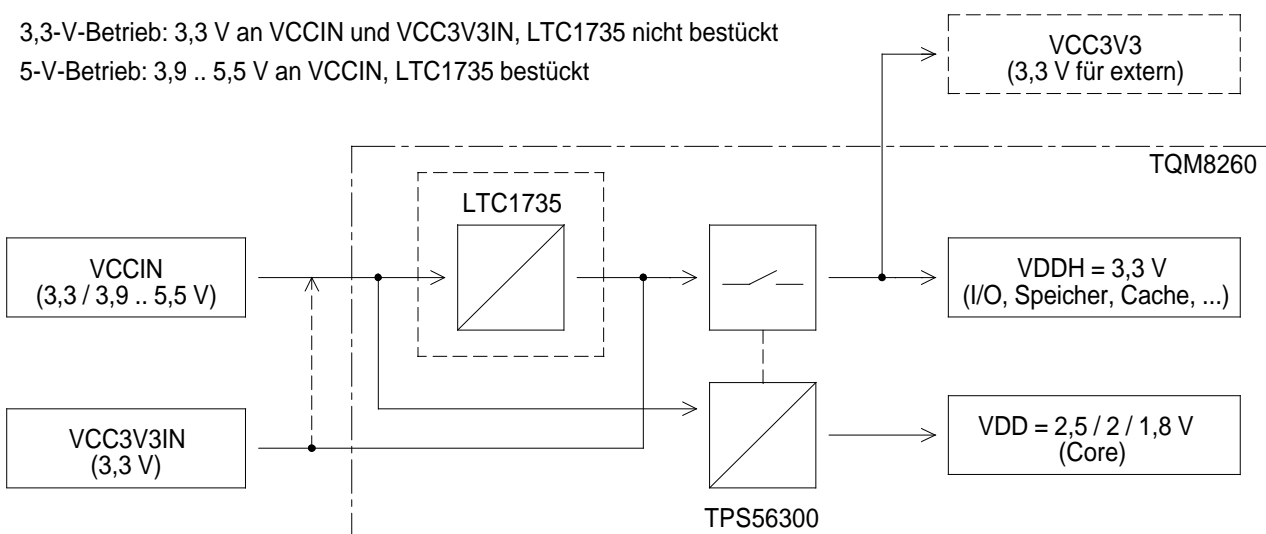 3,3-V-Betrieb: 3,3 V an VCCIN und VCC3V3IN, LTC1735 nicht bestückt
5-V-Betrieb: 3,9 .. 5,5 V an VCCIN, LTC1735 bestückt
VCC3V3
(3,3 V für extern)
TQM8260
LTC1735
VCCIN
(3,3 / 3,9 .. 5,5 V)
VDDH = 3,3 V
(I/O, Speicher, Cache, ...)
VCC3V3IN
(3,3 V)
VDD = 2,5 / 2 / 1,8 V
(Core)
TPS56300